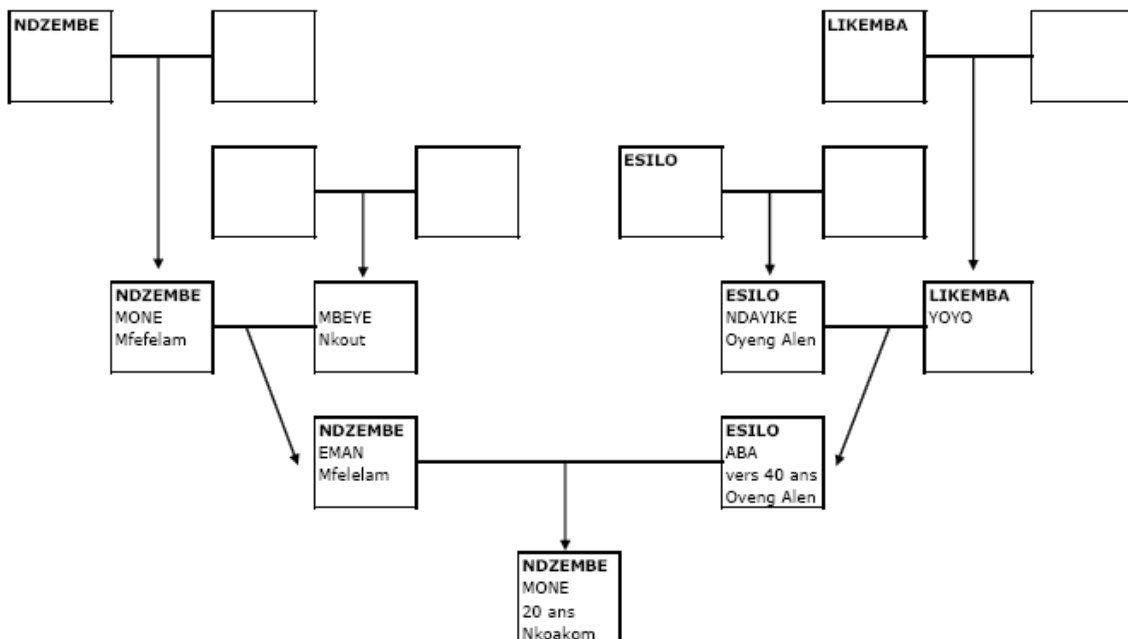 NDZEMBE
LIKEMBA
ESILO
NDZEMBE
MONE
Mfefelam
MBEYE
Nkout
ESILO
NDAYIKE
Oyeng Alen
LIKEMBA
YOYO
NDZEMBE
EMAN
Mfelelam
ESILO
ABA
vers 40 ans
Oveng Alen
NDZEMBE
MONE
20 ans
Nkoakom